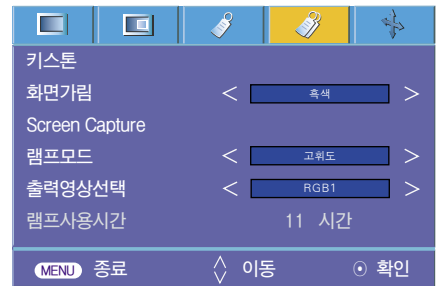 키스톤
화면가림 < 흑색 >
Screen Capture
램프모드 < 고휘도 >
출력영상선택 < RGB1 >
램프사용시간 11 시간
MENU 종료 이동 ⊙ 확인